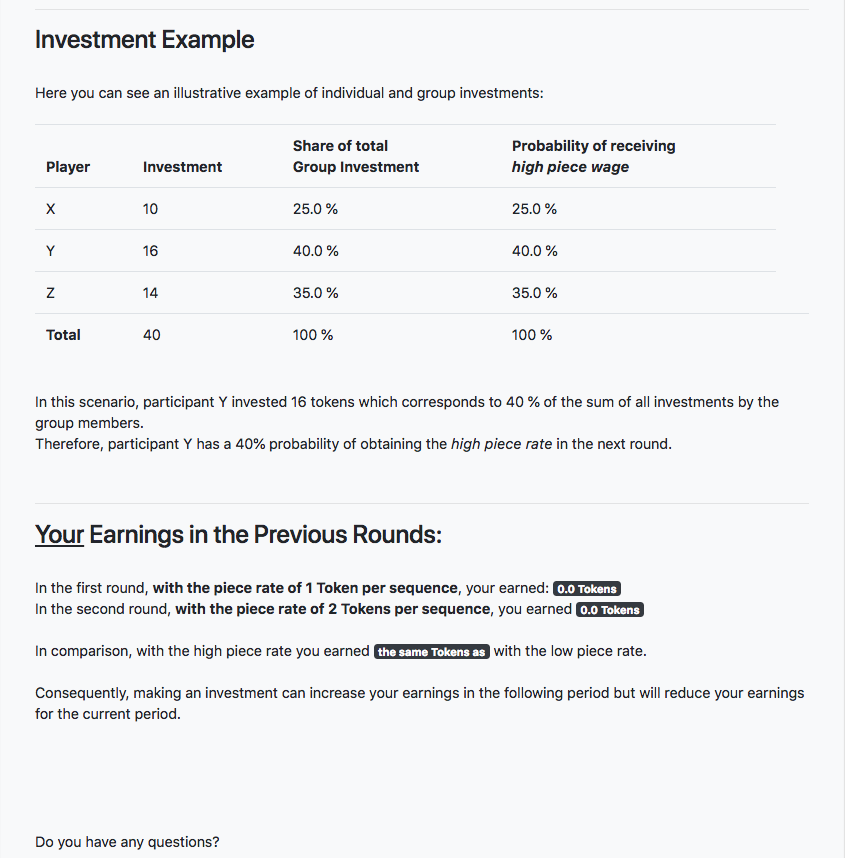 Investment Example
Here you can see an illustrative example of individual and group investments:
Share of total Probability of receiving
Player Investment Group Investment high piece wage
X 10 25.0 % 25.0 %
Y 16 40.0 % 40.0 %
Z 14 35.0 % 35.0 %
Total 40 100 % 100 %
In this scenario, participant Y invested 16 tokens which corresponds to 40 % of the sum of all investments by the
group members.
Therefore, participant Y has a 40% probability of obtaining the high piece rate in the next round.
Your Earnings in the Previous Rounds:
In the first round, with the piece rate of 1 Token per sequence, your earned: 0.0 Tokens
In the second round, with the piece rate of 2 Tokens per sequence, you earned 0.0 Tokens
In comparison, with the high piece rate you earned the same Tokens as with the low piece rate.
Consequently, making an investment can increase your earnings in the following period but will reduce your earnings
for the current period.
Do you have any questions?